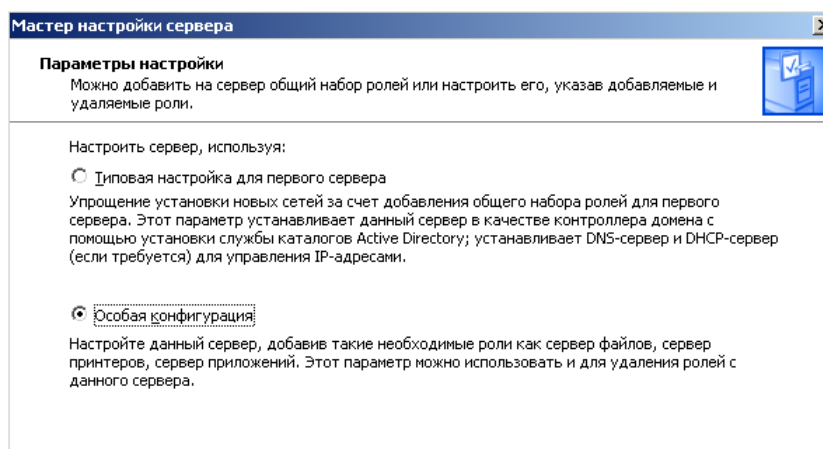 Мастер настройки сервера
Параметры настройки
Можно добавить на сервер общий набор ролей или настроить его, указав добавляемые и
удаляемые роли.
Настроить сервер, используя:
Типовая настройка для первого сервера
Упрощение установки новых сетей за счет добавления общего набора ролей для первого
сервера. Этот параметр устанавливает данный сервер в качестве контроллера домена с
помощью установки службы каталогов Active Directory; устанавливает DNS-сервер и DHCP-сервер
(если требуется) для управления IP-адресами.
Особая конфигурация
Настройте данный сервер, добавив такие необходимые роли как сервер файлов, сервер
принтеров, сервер приложений. Этот параметр можно использовать и для удаления ролей с
данного сервера.